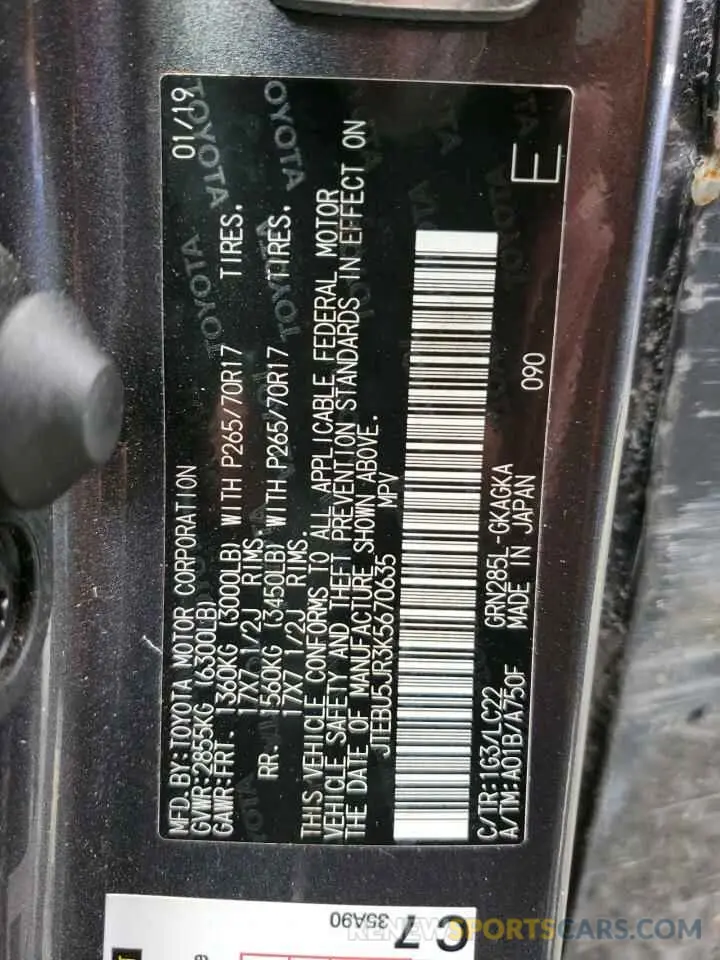 MFD.BY:TOYOTA MOTOR CORPORATION 01/19
GVWR:2855KG (6300LB)
GAWR:FRT. 1360KG (3000LB) WITH P265/70R17 TIRES.
17X7 1/2J RIMS.
RR. 1560KG (3450LB) WITH P265/70R17 TIRES.
17X7 1/2J RIMS.
THIS VEHICLE CONFORMS TO ALL APPLICABLE FEDERAL MOTOR
VEHICLE SAFETY AND THEFT PREVENTION STANDARDS IN EFFECT ON
THE DATE OF MANUFACTURE SHOWN ABOVE.
JTEBU5JR3K5670635 MPV
C/TR:1G3/LC22 GRN285L-GKAGKA
A/TM:A01B/A750F MADE IN JAPAN
090
E
TOYOTA
C 7
35A90
RENEWSPORTSCARS.COM